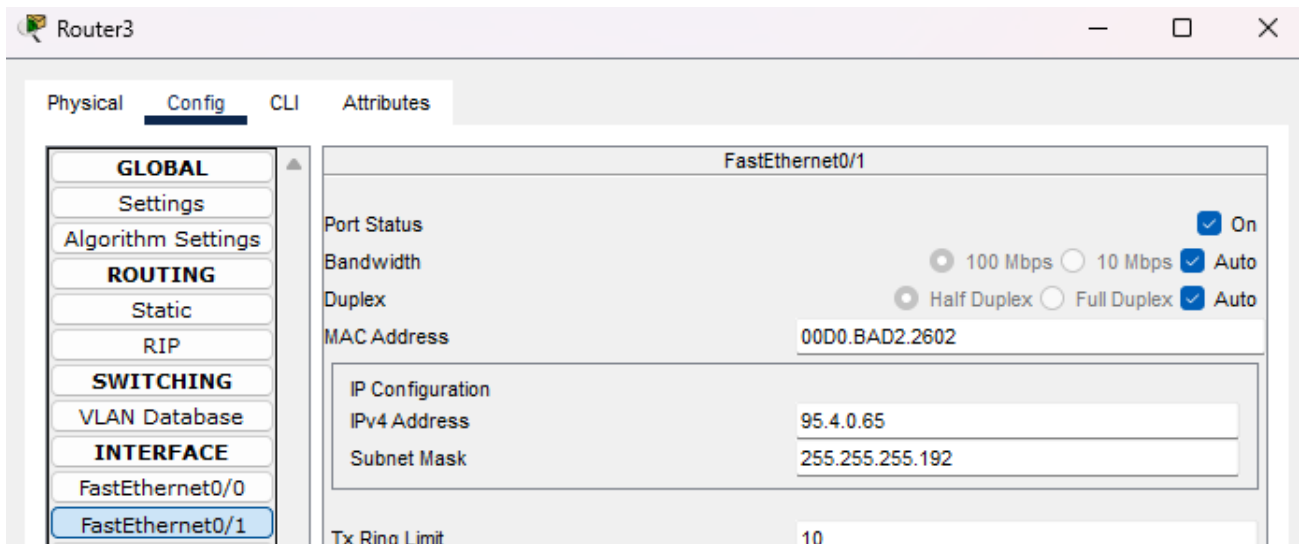 Router3
Physical Config CLI Attributes
GLOBAL
Settings
Algorithm Settings
ROUTING
Static
RIP
SWITCHING
VLAN Database
INTERFACE
FastEthernet0/0
FastEthernet0/1
FastEthernet0/1
Port Status On
Bandwidth 100 Mbps 10 Mbps Auto
Duplex Half Duplex Full Duplex Auto
MAC Address 00D0.BAD2.2602
IP Configuration
IPv4 Address 95.4.0.65
Subnet Mask 255.255.255.192
Tx Ring Limit 10